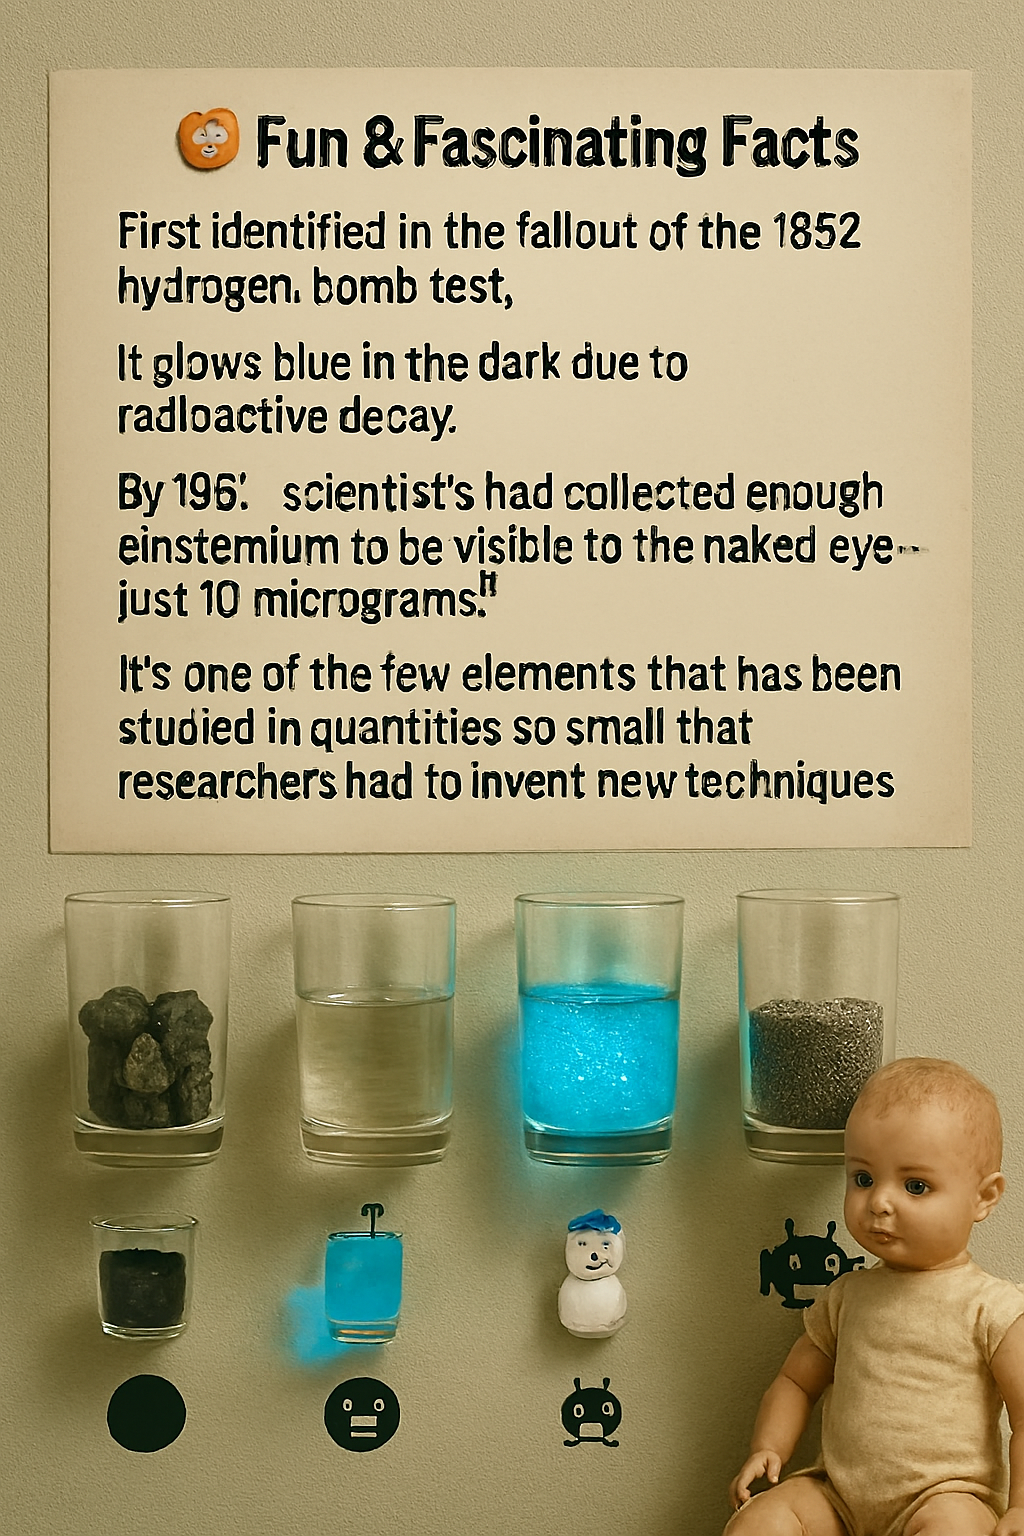 Fun & Fascinating Facts
First identified in the fallout of the 1852
hydrogen. bomb test,
It glows blue in the dark due to
radloactive decay.
By 196'. scientist's had collected enough
einstemium to be visible to the naked eye--
just 10 micrograms."
It's one of the few elements that has been
studied in quantities so small that
researchers had to invent new techniques